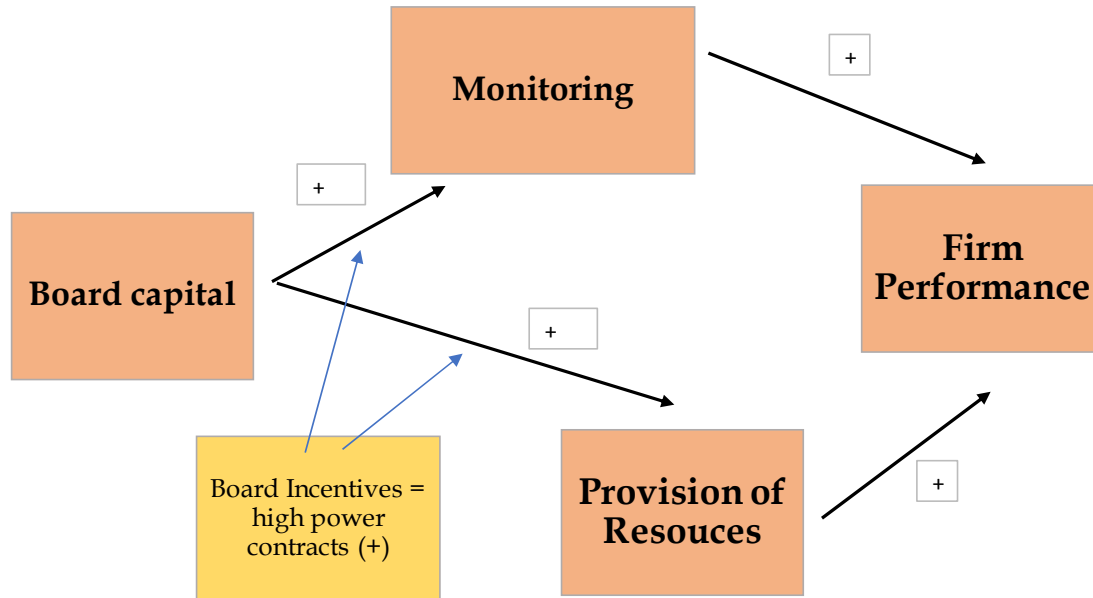 Monitoring
+
+
Board capital
Firm
Performance
+
Board Incentives =
high power
contracts (+)
Provision of
Resouces
+